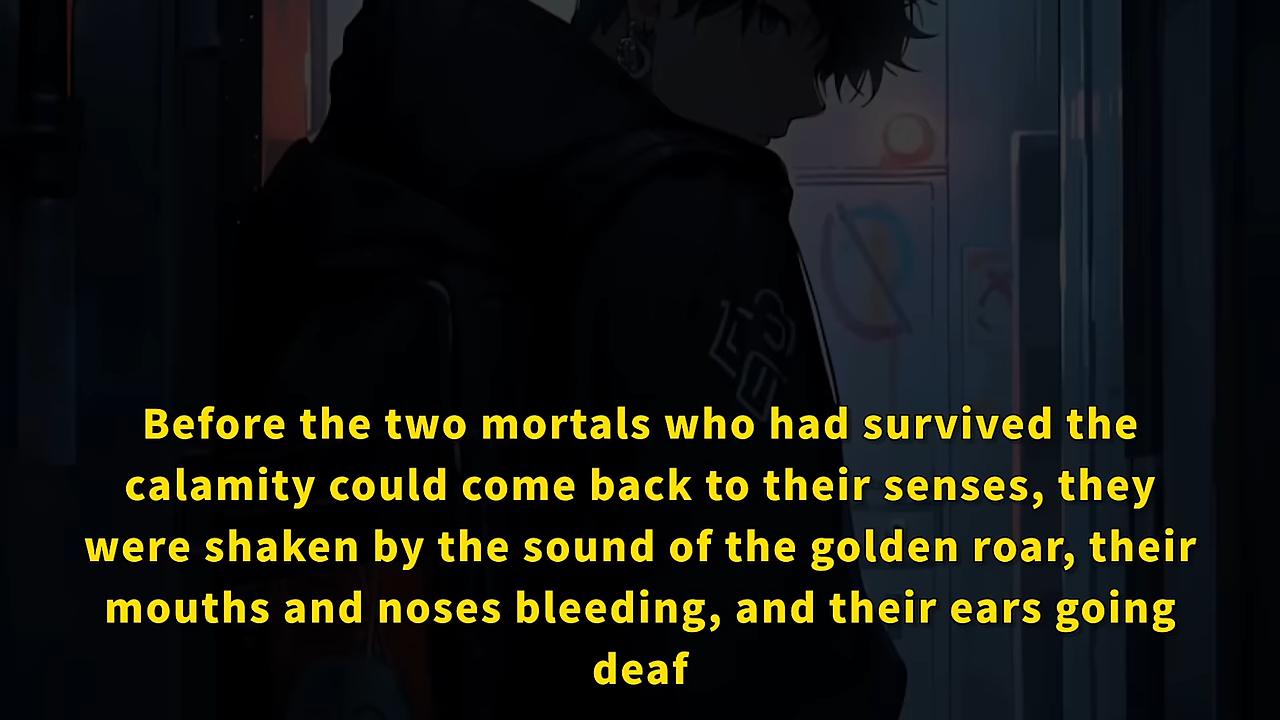 Before the two mortals who had survived the
calamity could come back to their senses, they
were shaken by the sound of the golden roar, their
mouths and noses bleeding, and their ears going
deaf